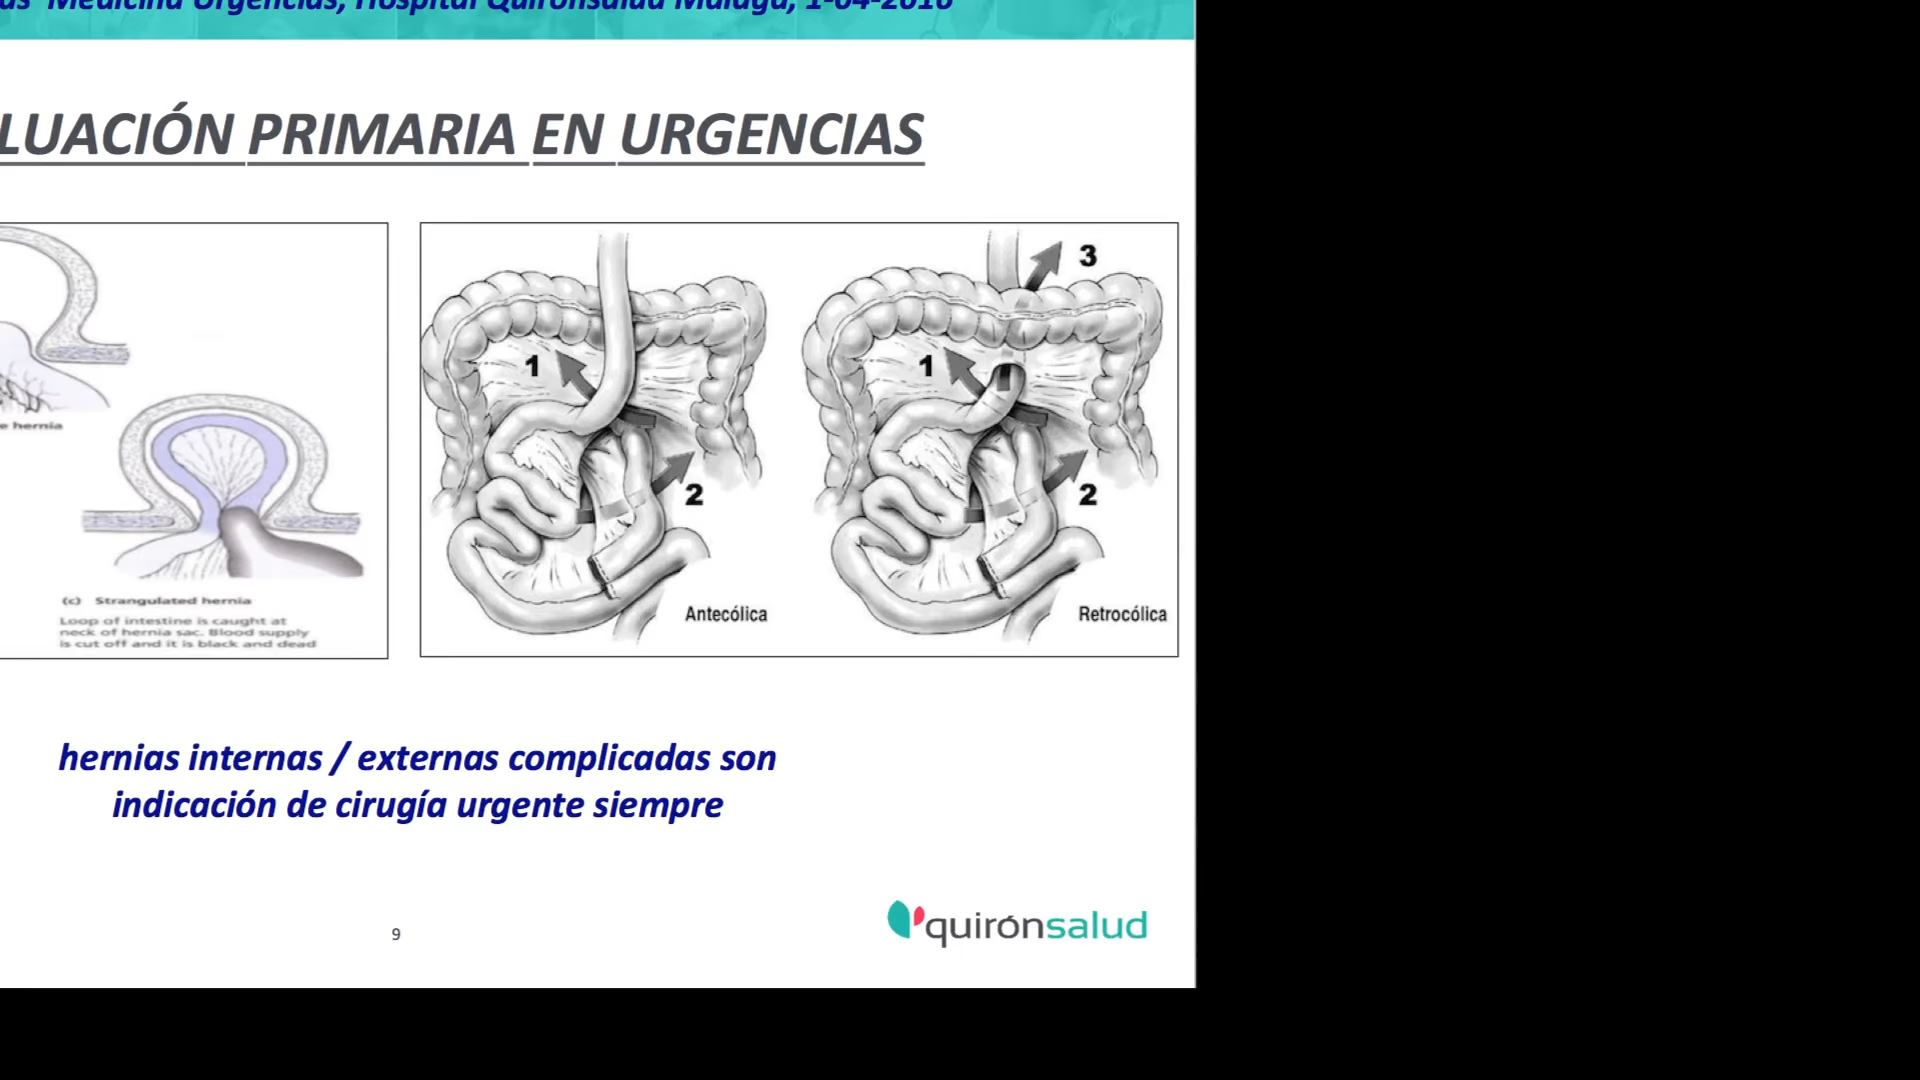 Medicina Urgencias, Hospital Quirónsalud Málaga, 1-04-2016
LUACIÓN PRIMARIA EN URGENCIAS
3
1
1
e hernia
2
2
(c) Strangulated hernia
Loop of intestine is caught at
neck of hernia sac. Blood supply
is cut off and it is black and dead
Antecólica
Retrocólica
hernias internas / externas complicadas son
indicación de cirugía urgente siempre
9
quirónsalud